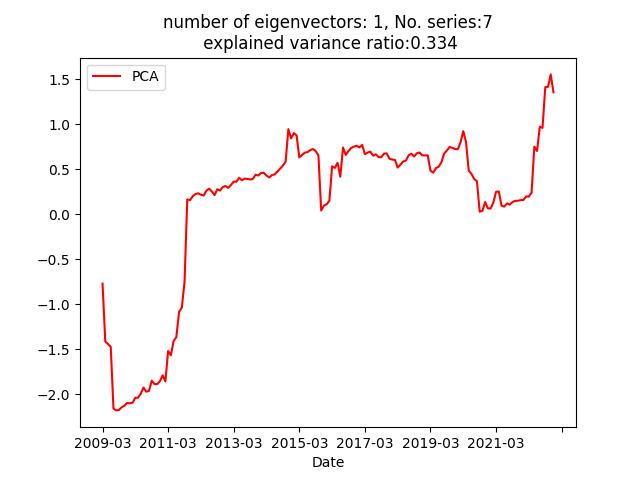 number of eigenvectors: 1, No. series:7
explained variance ratio:0.334
PCA
1.5
1.0
0.5
0.0
−0.5
−1.0
−1.5
−2.0
2009-03 2011-03 2013-03 2015-03 2017-03 2019-03 2021-03
Date